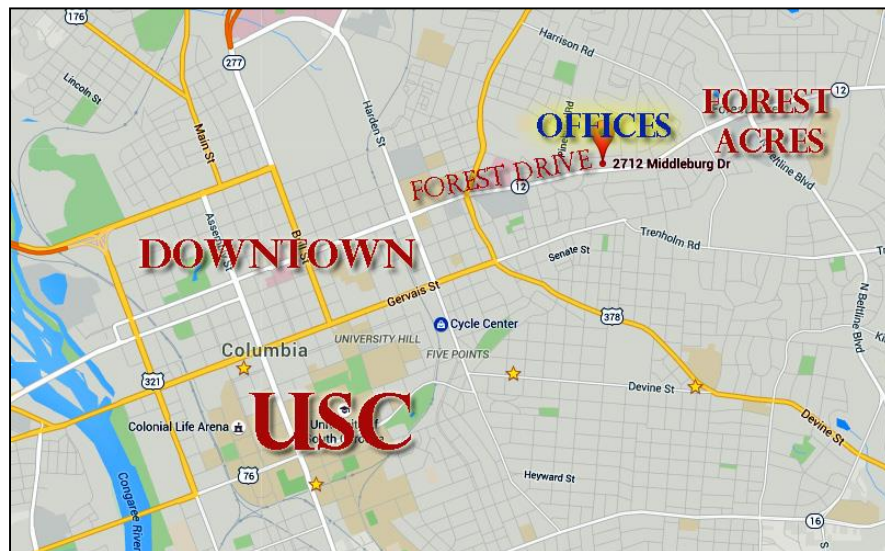 176
277
Lincoln St
Main St
Harden St
Harrison Rd
12
FOREST
ACRES
OFFICES
2712 Middleburg Dr
N Beltline Blvd
FOREST DRIVE
12
Trenholm Rd
Senate St
DOWNTOWN
Gervais St
378
Cycle Center
UNIVERSITY HILL
FIVE POINTS
Columbia
321
Devine St
Devine St
USC
Colonial Life Arena
University of
76
Heyward St
Congaree River
16